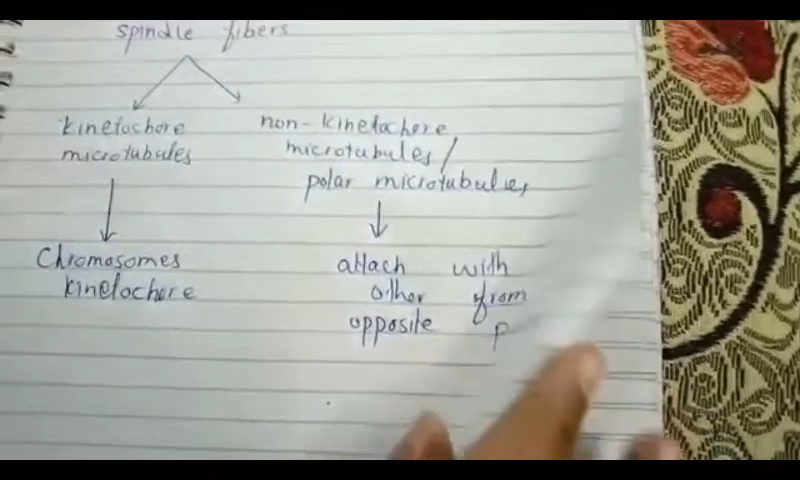 spindle fibers
kinetochore
microtubules
non-kinetochore
microtubules/
polar microtubules
Chromosomes
kinetochore
attach with
other from
opposite p